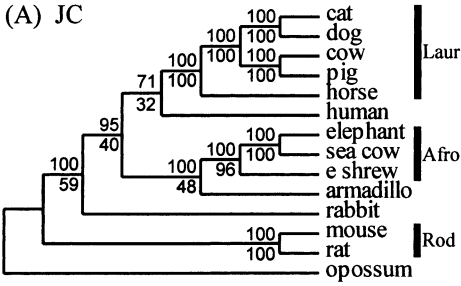 (A) JC
100 cat
100 100 dog
100 100 100 cow
100 100 100 pig
71 100 horse
32 human
95 100 elephant
40 100 100 sea cow
100 100 96 e shrew
59 48 armadillo
rabbit
100 mouse
100 rat
opossum
Laur
Afro
Rod